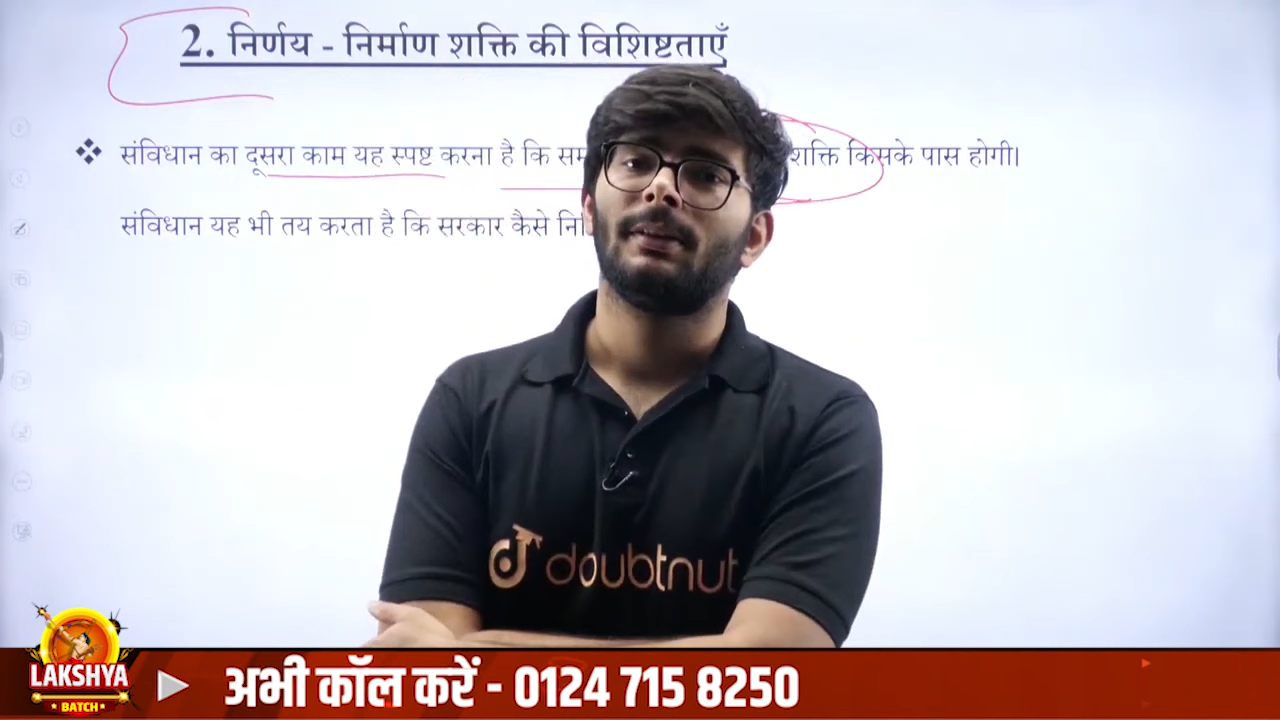 2. निर्णय - निर्माण शक्ति की विशिष्टताएँ
❖ संविधान का दूसरा काम यह स्पष्ट करना है कि शक्ति किसके पास होगी।
संविधान यह भी तय करता है कि सरकार कैसे
doubtnut
LAKSHYA
BATCH
अभी कॉल करें - 0124 715 8250